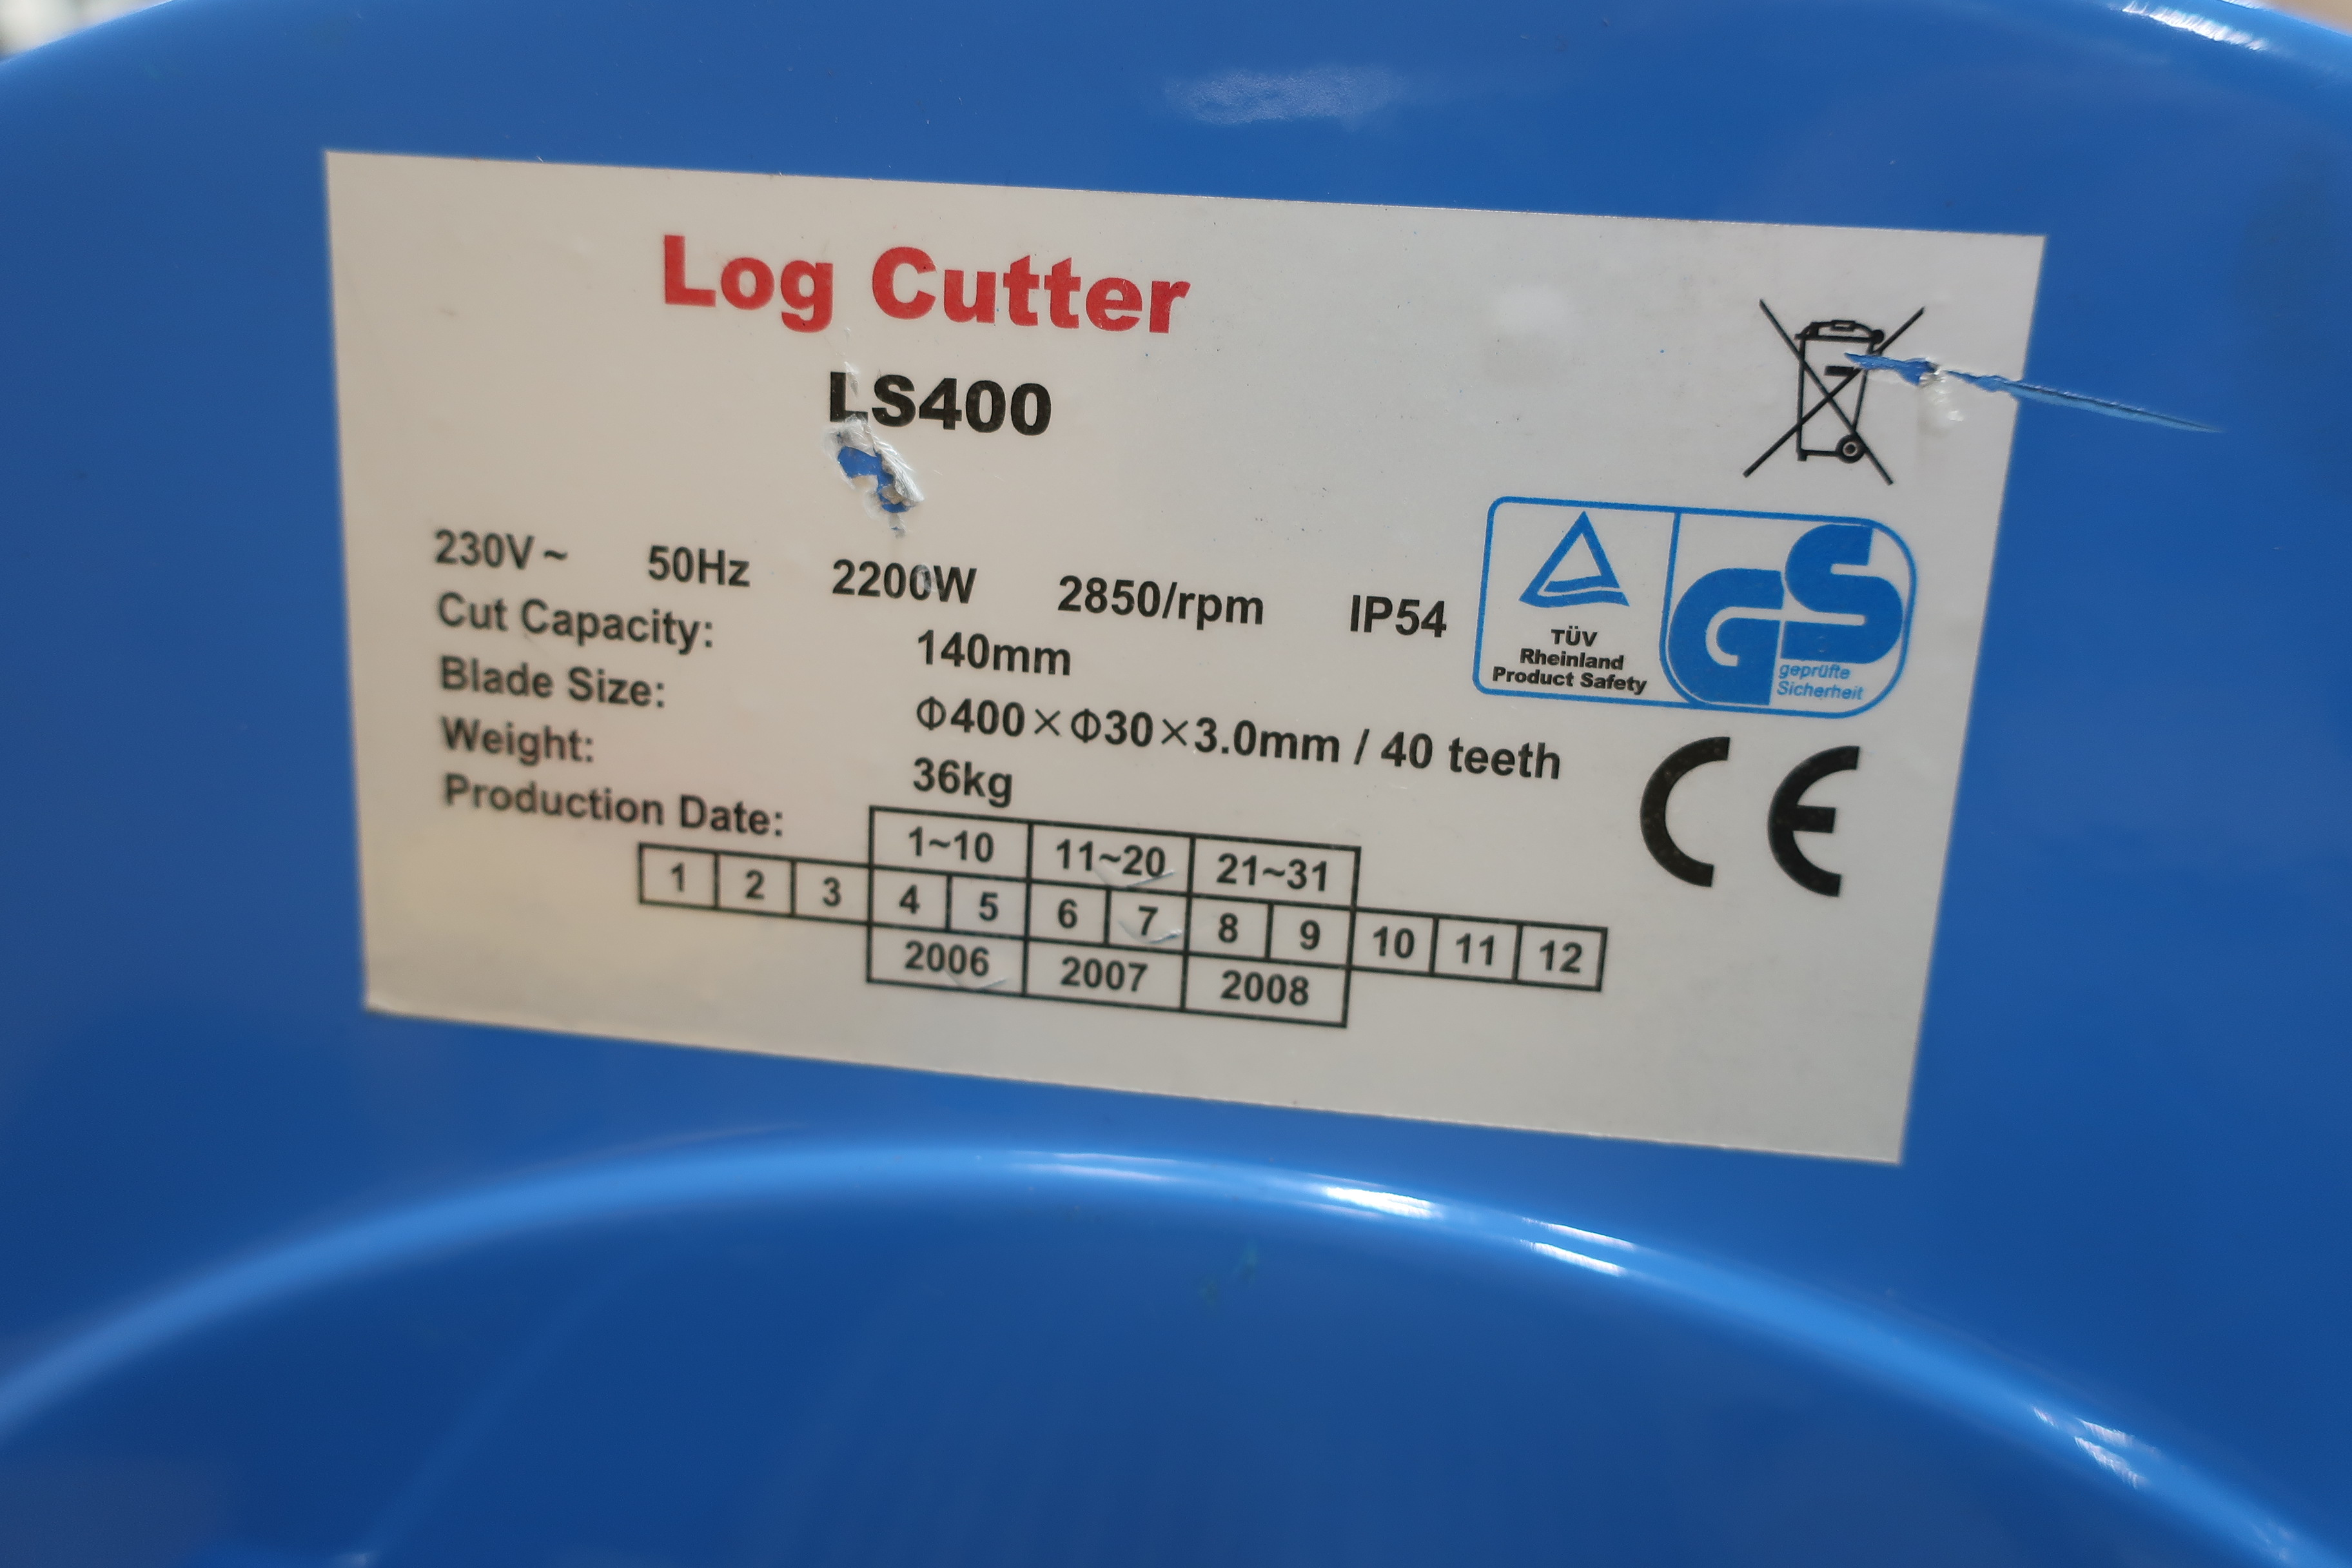 Log Cutter
LS400
230V~ 50Hz 2200W 2850/rpm IP54
Cut Capacity: 140mm
Blade Size: Φ400×Φ30×3.0mm / 40 teeth
Weight: 36kg
Production Date:
1~10 11~20 21~31
1 2 3 4 5 6 7 8 9 10 11 12
2006 2007 2008
TÜV
Rheinland
Product Safety
GS
geprüfte
Sicherheit
CE